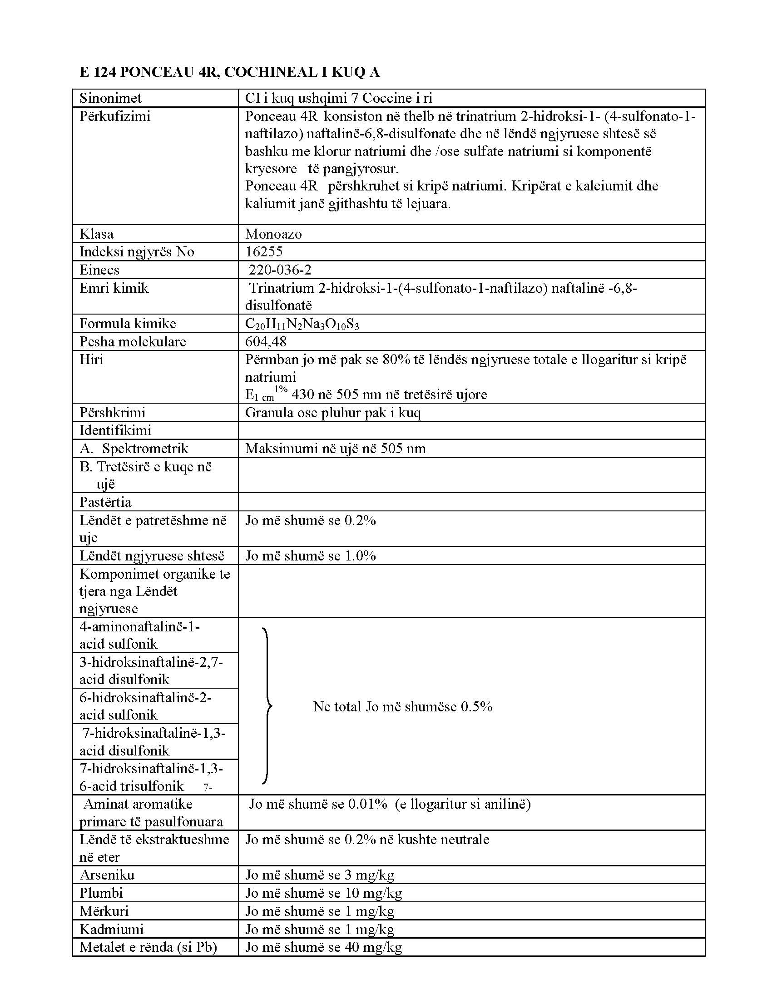 E 124 PONCEAU 4R, COCHINEAL I KUQ A
Sinonimet CI i kuq ushqimi 7 Coccine i ri
Përkufizimi Ponceau 4R konsiston në thelb në trinatrium 2-hidroksi-1- (4-sulfonato-1-
naftilazo) naftalinë-6,8-disulfonate dhe në lëndë ngjyruese shtesë së
bashku me klorur natriumi dhe /ose sulfate natriumi si komponentë
kryesore të pangjyrosur.
Ponceau 4R përshkruhet si kripë natriumi. Kripërat e kalciumit dhe
kaliumit janë gjithashtu të lejuara.
Klasa Monoazo
Indeksi ngjyrës No 16255
Einecs 220-036-2
Emri kimik Trinatrium 2-hidroksi-1-(4-sulfonato-1-naftilazo) naftalinë -6,8-
disulfonatë
Formula kimike C₂₀H₁₁N₂Na₃O₁₀S₃
Pesha molekulare 604,48
Hiri Përmban jo më pak se 80% të lëndës ngjyruese totale e llogaritur si kripë
natriumi
E1 cm1% 430 në 505 nm në tretësirë ujore
Përshkrimi Granula ose pluhur pak i kuq
Identifikimi
A. Spektrometrik Maksimumi në ujë në 505 nm
B. Tretësirë e kuqe në
ujë
Pastërtia
Lëndët e patretëshme në Jo më shumë se 0.2%
uje
Lëndët ngjyruese shtesë Jo më shumë se 1.0%
Komponimet organike te
tjera nga Lëndët
ngjyruese
4-aminonaftalinë-1-
acid sulfonik
3-hidroksinaftalinë-2,7-
acid disulfonik
6-hidroksinaftalinë-2-
acid sulfonik
Ne total Jo më shumëse 0.5%
7-hidroksinaftalinë-1,3-
acid disulfonik
7-hidroksinaftalinë-1,3-
6-acid trisulfonik 7-
Aminat aromatike Jo më shumë se 0.01% (e llogaritur si anilinë)
primare të pasulfonuara
Lëndë të ekstraktueshme Jo më shumë se 0.2% në kushte neutrale
në eter
Arseniku Jo më shumë se 3 mg/kg
Plumbi Jo më shumë se 10 mg/kg
Mërkuri Jo më shumë se 1 mg/kg
Kadmiumi Jo më shumë se 1 mg/kg
Metalet e rënda (si Pb) Jo më shumë se 40 mg/kg